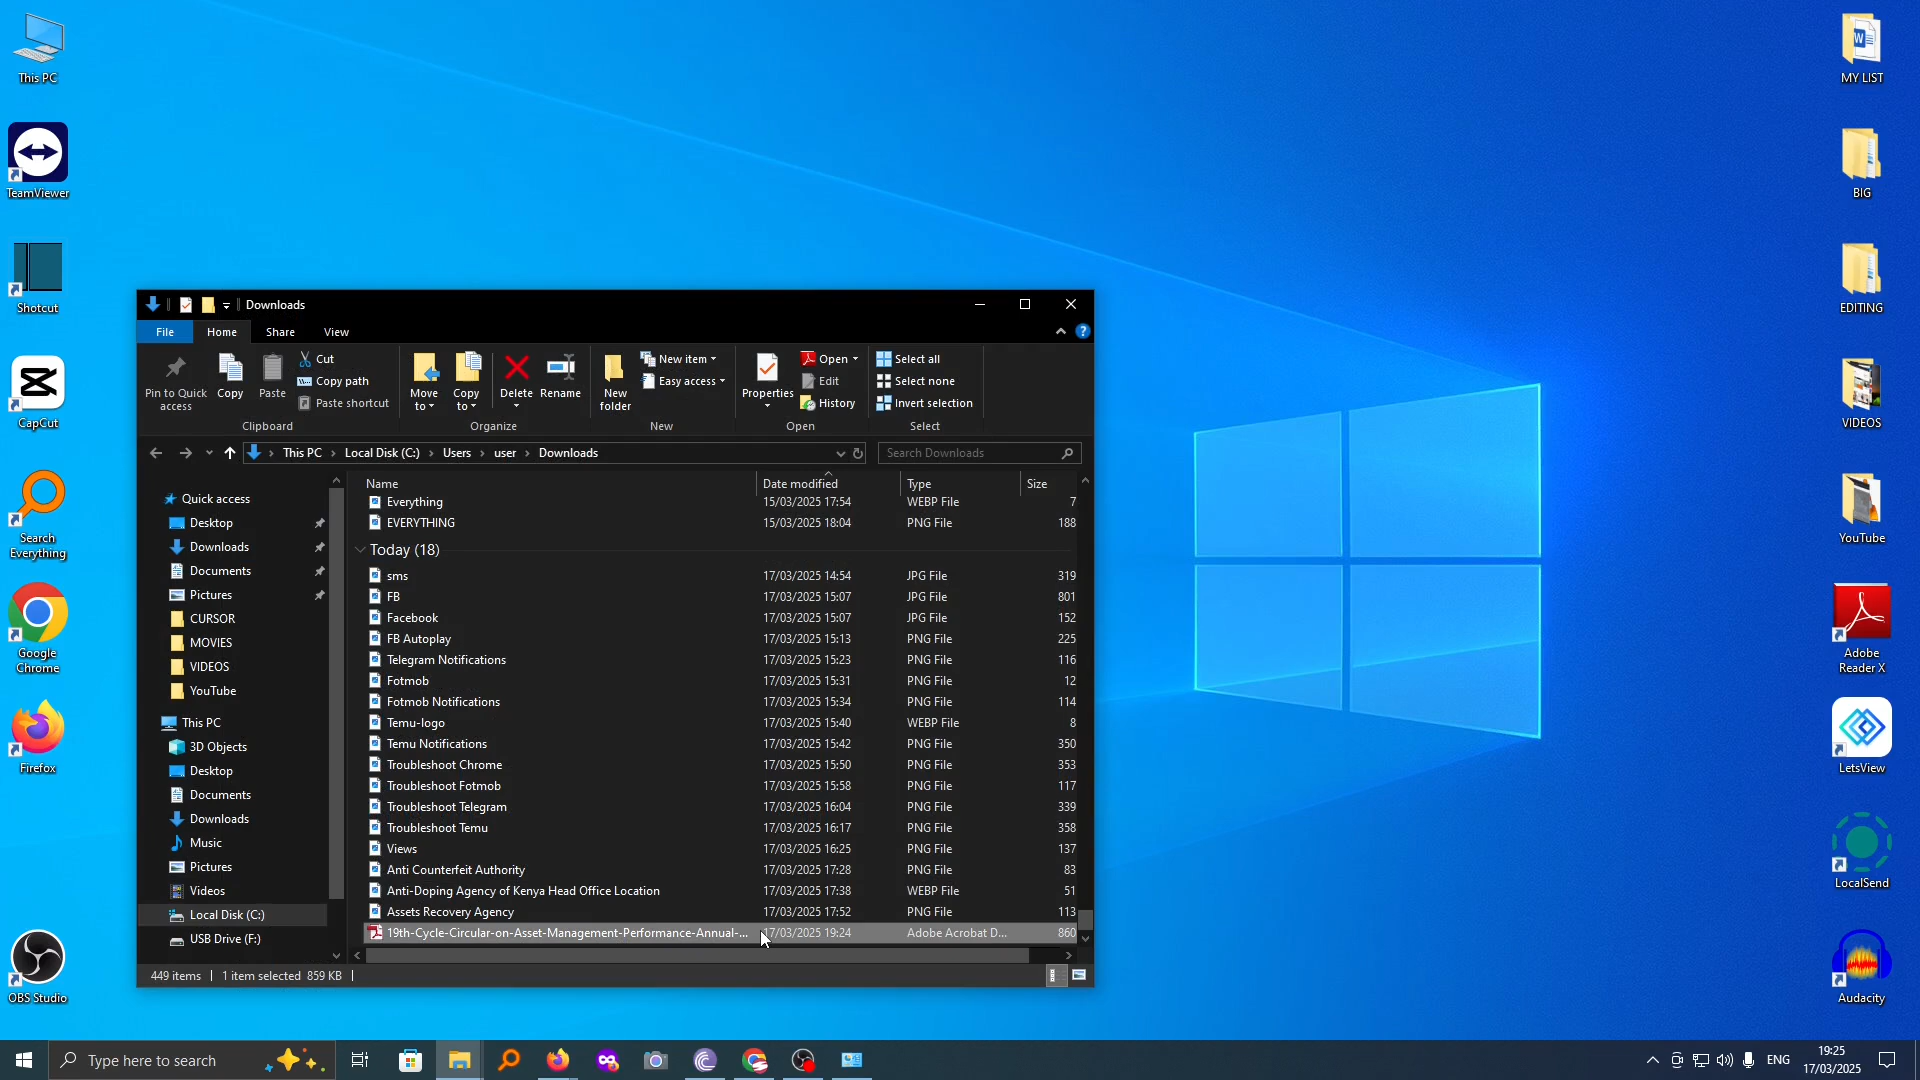 This PC
TeamViewer
Shotcut
CapCut
Search
Everything
Google
Chrome
Firefox
OBS Studio
MY LIST
BIG
EDITING
VIDEOS
YouTube
Adobe
Reader X
LetsView
LocalSend
Audacity
Downloads
File Home Share View
Pin to Quick
access
Copy
Paste
Cut
Copy path
Paste shortcut
Clipboard
Move
to
Copy
to
Delete
Rename
Organize
New
folder
New item
Easy access
New
Properties
Open
Edit
History
Open
Select all
Select none
Invert selection
Select
This PC > Local Disk (C:) > Users > user > Downloads
Search Downloads
Quick access
Desktop
Downloads
Documents
Pictures
CURSOR
MOVIES
VIDEOS
YouTube
This PC
3D Objects
Desktop
Documents
Downloads
Music
Pictures
Videos
Local Disk (C:)
USB Drive (F:)
Name Date modified Type Size
Everything 15/03/2025 17:54 WEBP File 7
EVERYTHING 15/03/2025 18:04 PNG File 188
Today (18)
sms 17/03/2025 14:54 JPG File 319
FB 17/03/2025 15:07 JPG File 801
Facebook 17/03/2025 15:07 JPG File 152
FB Autoplay 17/03/2025 15:13 PNG File 225
Telegram Notifications 17/03/2025 15:23 PNG File 116
Fotmob 17/03/2025 15:31 PNG File 12
Fotmob Notifications 17/03/2025 15:34 PNG File 114
Temu-logo 17/03/2025 15:40 WEBP File 8
Temu Notifications 17/03/2025 15:42 PNG File 350
Troubleshoot Chrome 17/03/2025 15:50 PNG File 353
Troubleshoot Fotmob 17/03/2025 15:58 PNG File 117
Troubleshoot Telegram 17/03/2025 16:04 PNG File 339
Troubleshoot Temu 17/03/2025 16:17 PNG File 358
Views 17/03/2025 16:25 PNG File 137
Anti Counterfeit Authority 17/03/2025 17:28 PNG File 83
Anti-Doping Agency of Kenya Head Office Location 17/03/2025 17:38 WEBP File 51
Assets Recovery Agency 17/03/2025 17:52 PNG File 113
19th-Cycle-Circular-on-Asset-Management-Performance-Annual-... 17/03/2025 19:24 Adobe Acrobat D... 860
449 items | 1 item selected 859 KB |
Type here to search
ENG
19:25
17/03/2025